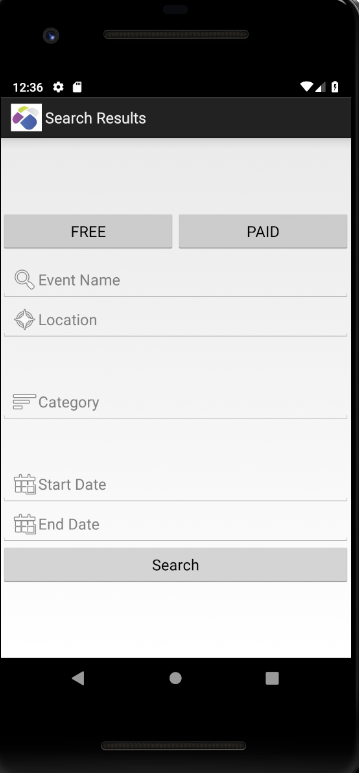 12:36
Search Results
FREE PAID
Event Name
Location
Category
Start Date
End Date
Search